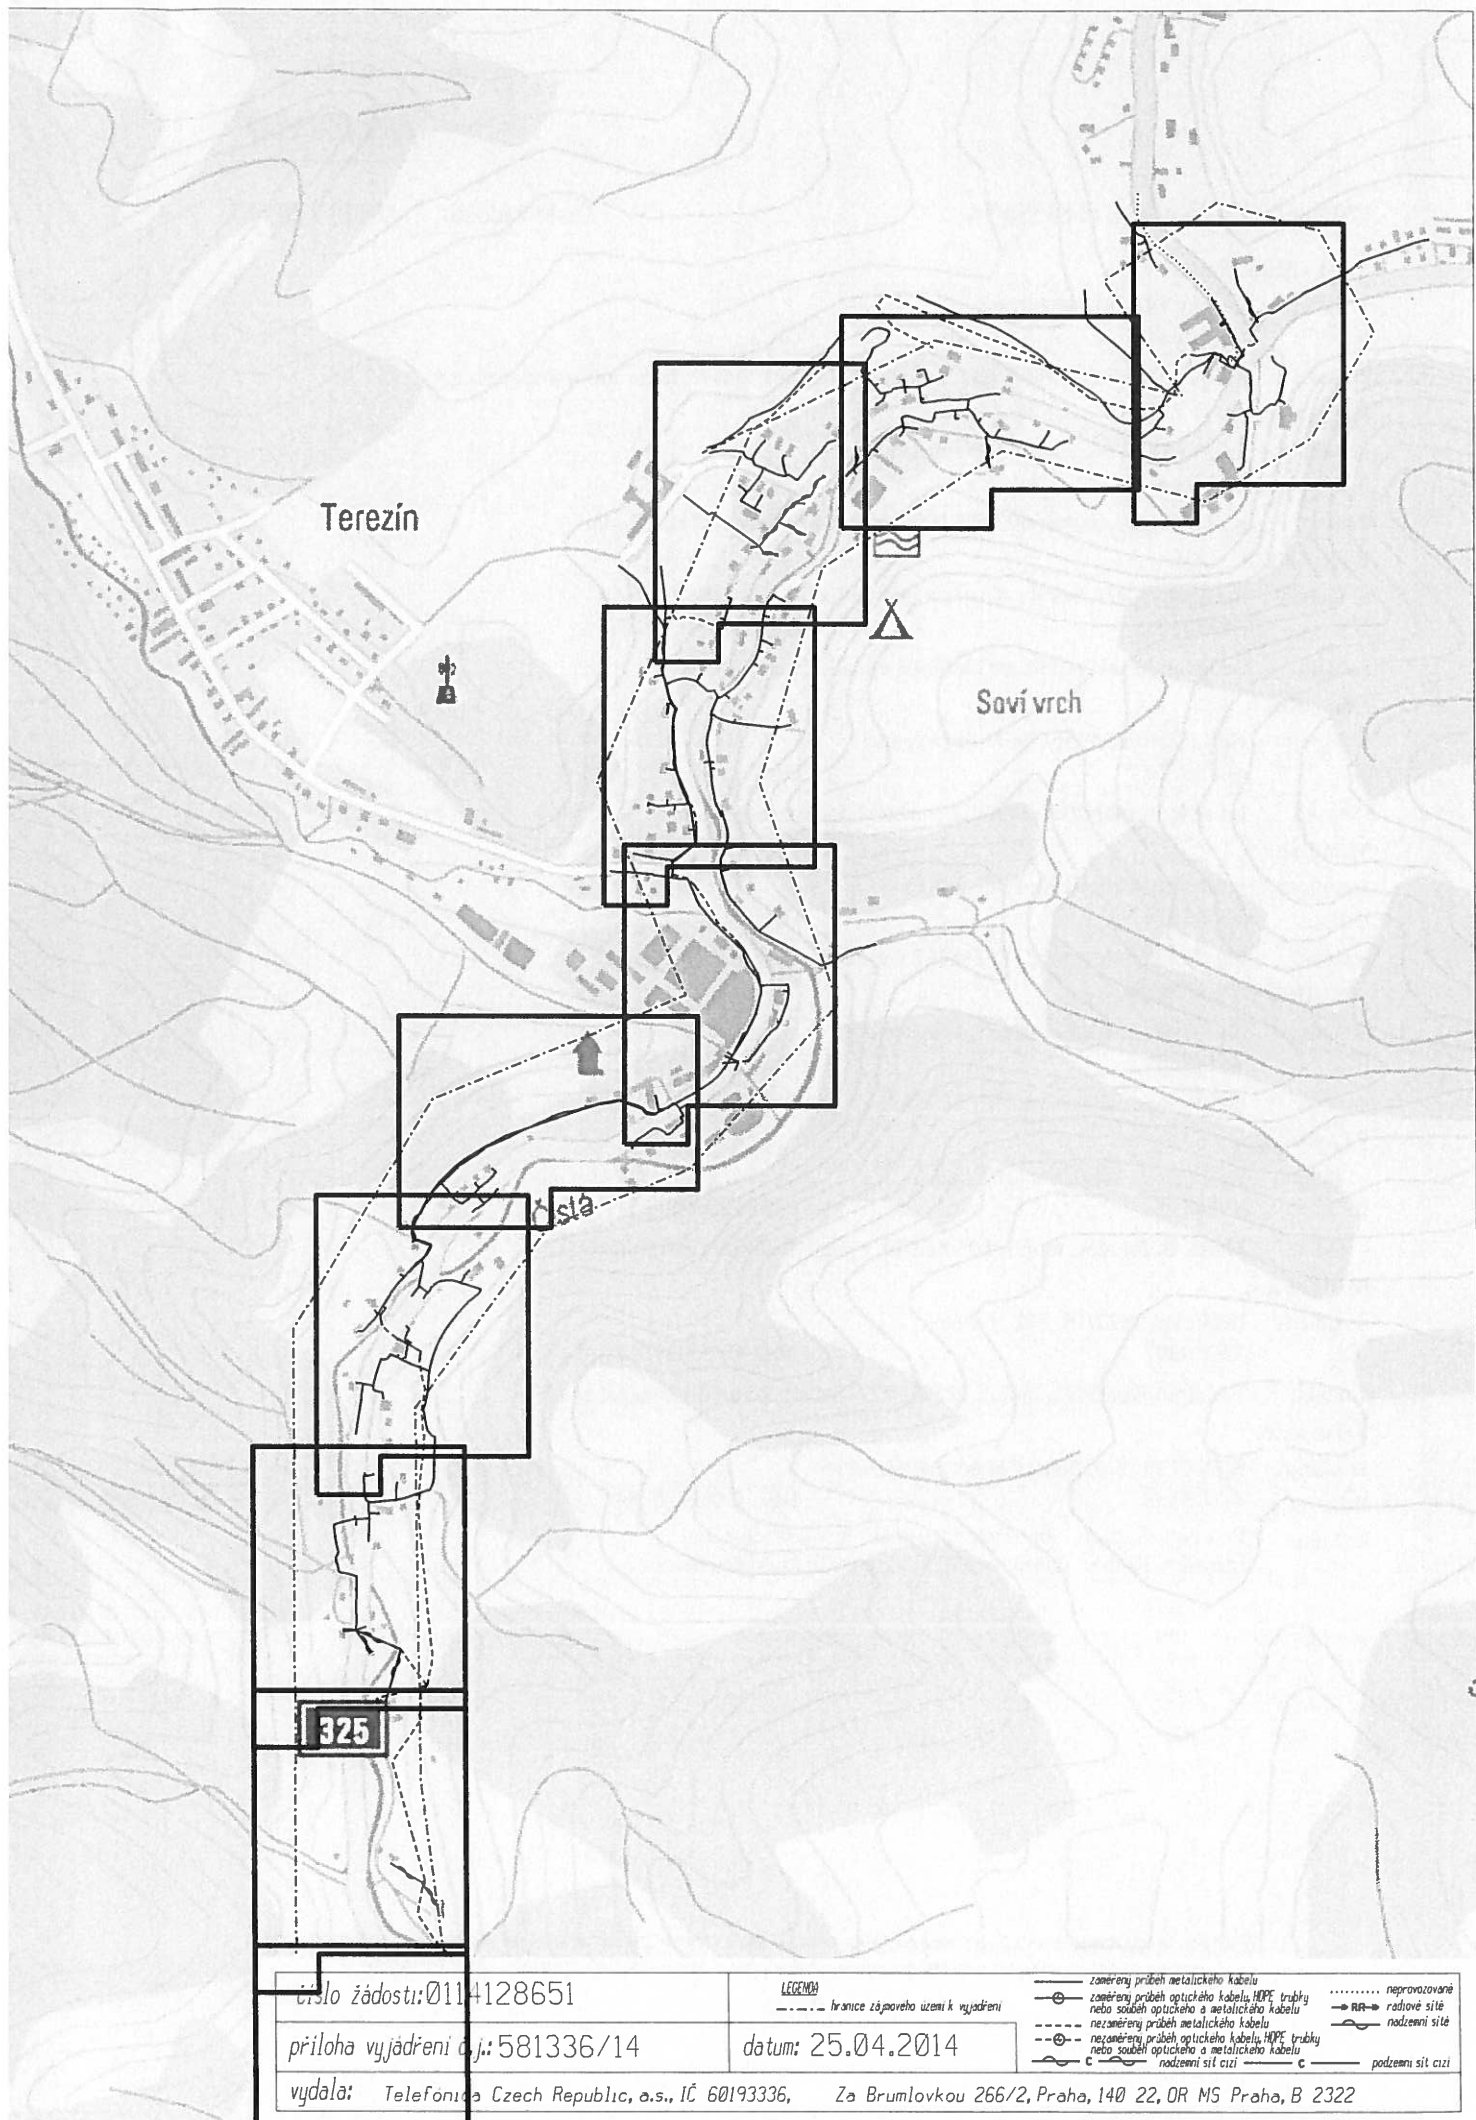 Terezín
Soví vrch
Čistá
325
číslo žádosti: 0114128651
příloha vyjádření č.j.: 581336/14
datum: 25.04.2014
vydala: Telefónica Czech Republic, a.s., IČ 60193336, Za Brumlovkou 266/2, Praha, 140 22, OR MS Praha, B 2322
LEGENDA
hranice zájmového území k vyjádření
zaměřený průběh metalického kabelu
zaměřený průběh optického kabelu, HDPE trubky
nebo souběh optického a metalického kabelu
nezaměřený průběh metalického kabelu
nezaměřený průběh optického kabelu, HDPE trubky
nebo souběh optického a metalického kabelu
C nadzemní síť cizí
C podzemní síť cizí
neprovozované
RR radiové sítě
nadzemní sítě